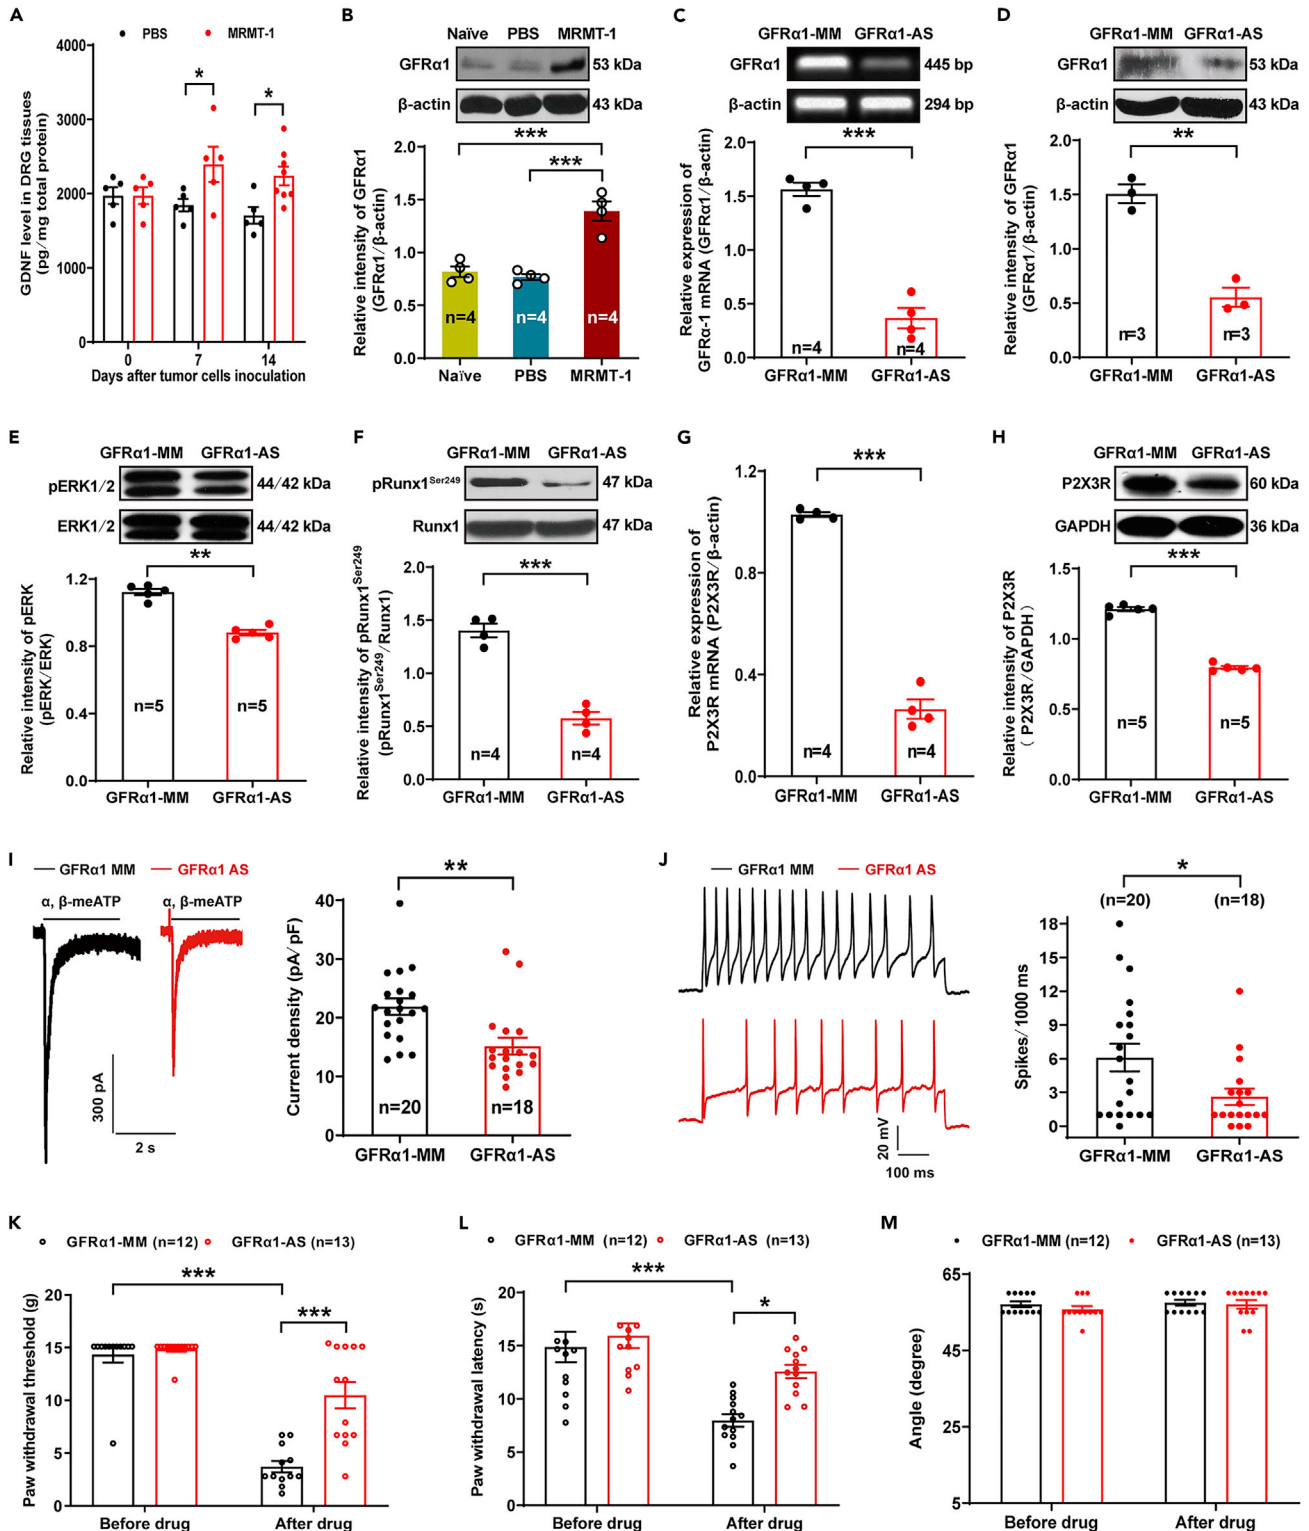 A
PBS
MRMT-1
GDNF level in DRG tissues
(pg/mg total protein)
4000
3000
2000
1000
0
*
*
0
7
14
Days after tumor cells inoculation
B
Naïve
PBS
MRMT-1
GFRα1
53 kDa
β-actin
43 kDa
***
***
Relative intensity of GFRα1
(GFRα1/β-actin)
2.0
1.5
1.0
0.5
0.0
n=4
n=4
n=4
Naïve
PBS
MRMT-1
C
GFRα1-MM
GFRα1-AS
GFRα1
445 bp
β-actin
294 bp
***
Relative expression of
GFRα-1 mRNA (GFRα1/β-actin)
2.0
1.5
1.0
0.5
0.0
n=4
n=4
GFRα1-MM
GFRα1-AS
D
GFRα1-MM
GFRα1-AS
GFRα1
53 kDa
β-actin
43 kDa
**
Relative intensity of GFRα1
(GFRα1/β-actin)
2.0
1.5
1.0
0.5
0.0
n=3
n=3
GFRα1-MM
GFRα1-AS
E
GFRα1-MM
GFRα1-AS
pERK1/2
44/42 kDa
ERK1/2
44/42 kDa
**
Relative intensity of pERK
(pERK/ERK)
1.2
0.8
0.4
0.0
n=5
n=5
GFRα1-MM
GFRα1-AS
F
GFRα1-MM
GFRα1-AS
pRunx1Ser249
47 kDa
Runx1
47 kDa
***
Relative intensity of pRunx1Ser249
(pRunx1Ser249/Runx1)
2.0
1.5
1.0
0.5
0.0
n=4
n=4
GFRα1-MM
GFRα1-AS
G
***
Relative expression of
P2X3R mRNA (P2X3R/β-actin)
1.2
0.8
0.4
0.0
n=4
n=4
GFRα1-MM
GFRα1-AS
H
GFRα1-MM
GFRα1-AS
P2X3R
60 kDa
GAPDH
36 kDa
***
Relative intensity of P2X3R
(P2X3R/GAPDH)
1.5
1.0
0.5
0.0
n=5
n=5
GFRα1-MM
GFRα1-AS
I
GFRα1 MM
GFRα1 AS
α, β-meATP
α, β-meATP
300 pA
2 s
**
Current density (pA/pF)
40
30
20
10
0
n=20
n=18
GFRα1-MM
GFRα1-AS
J
GFRα1 MM
GFRα1 AS
20 mV
100 ms
*
(n=20)
(n=18)
Spikes/1000 ms
18
15
12
9
6
3
0
GFRα1-MM
GFRα1-AS
K
GFRα1-MM (n=12)
GFRα1-AS (n=13)
***
***
Paw withdrawal threshold (g)
20
15
10
5
0
Before drug
After drug
L
GFRα1-MM (n=12)
GFRα1-AS (n=13)
***
*
Paw withdrawal latency (s)
20
15
10
5
0
Before drug
After drug
M
GFRα1-MM (n=12)
GFRα1-AS (n=13)
Angle (degree)
65
45
25
5
Before drug
After drug